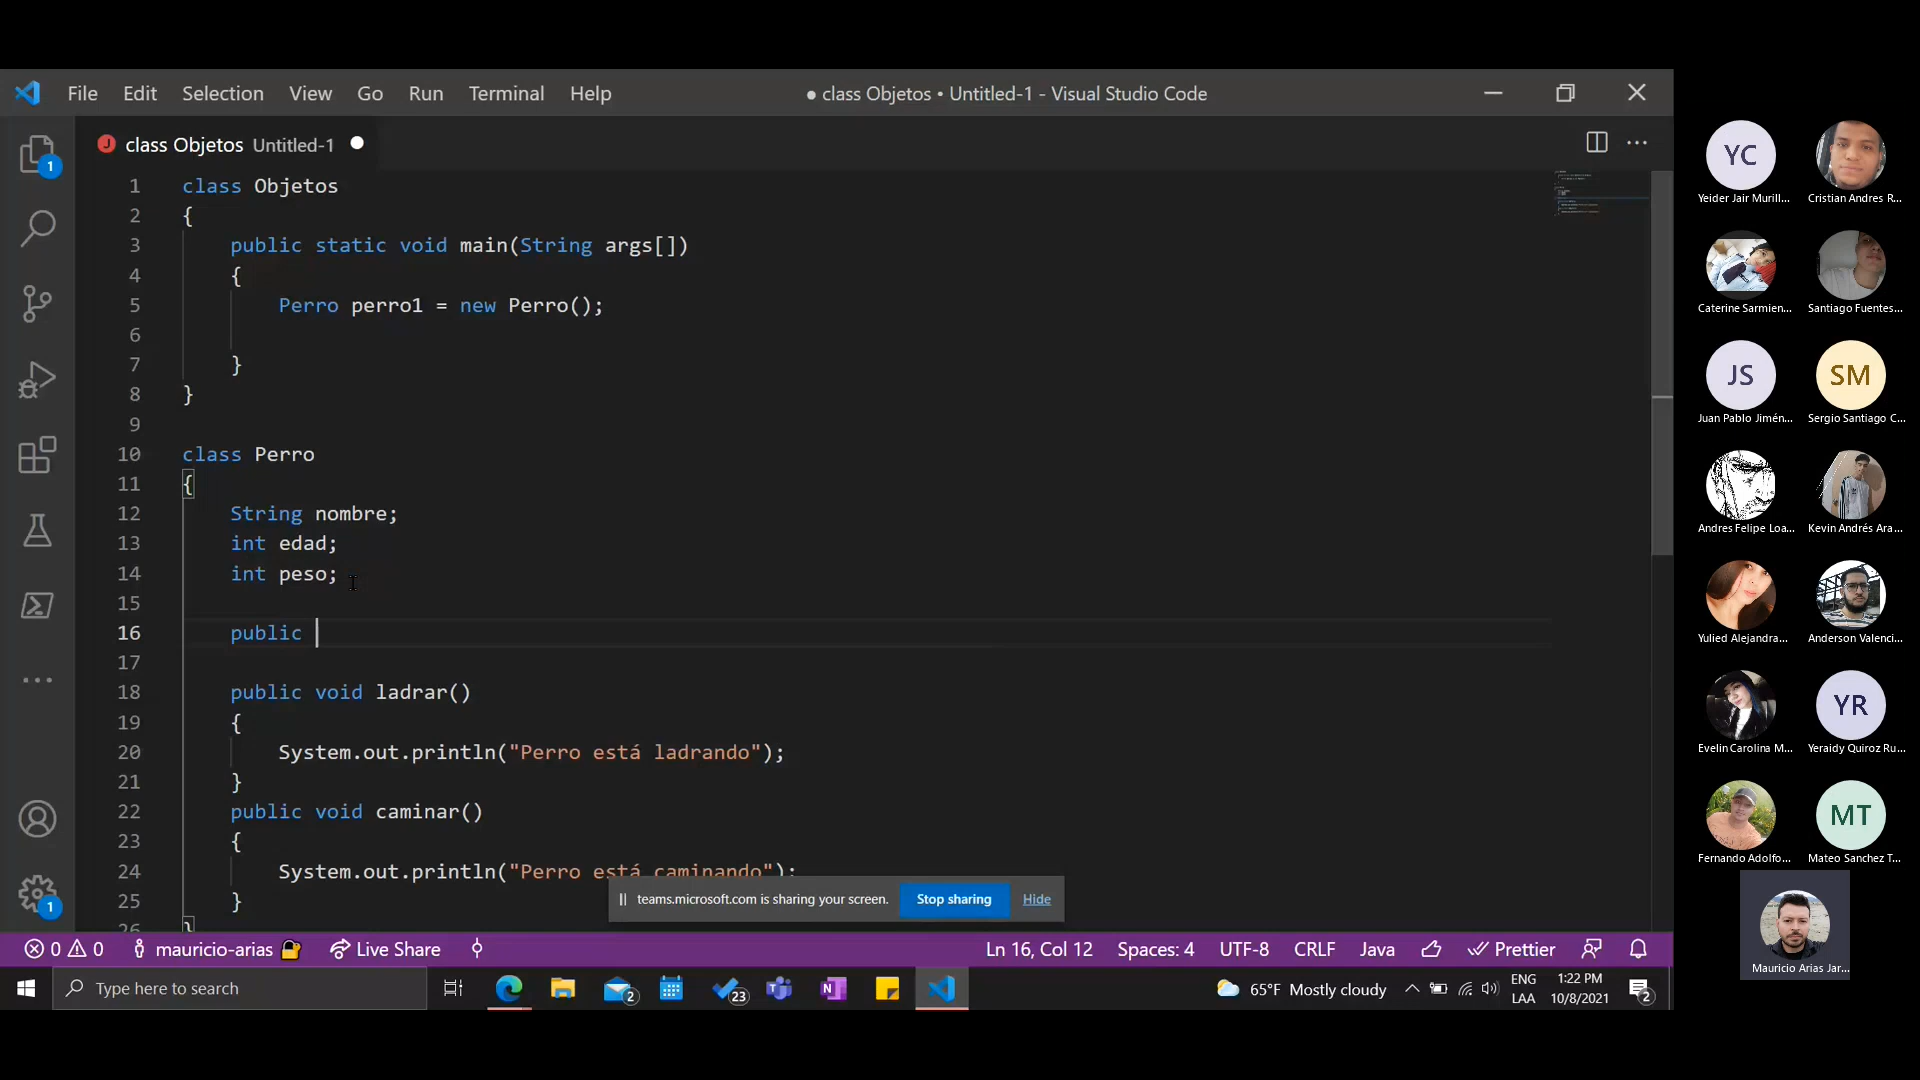 File Edit Selection View Go Run Terminal Help
● class Objetos • Untitled-1 - Visual Studio Code
class Objetos Untitled-1
1 class Objetos
2 {
3 public static void main(String args[])
4 {
5 Perro perro1 = new Perro();
6
7 }
8 }
9
10 class Perro
11 {
12 String nombre;
13 int edad;
14 int peso;
15
16 public
17
18 public void ladrar()
19 {
20 System.out.println("Perro está ladrando");
21 }
22 public void caminar()
23 {
24 System.out.println("Perro está caminando");
25 }
26 }
teams.microsoft.com is sharing your screen. Stop sharing Hide
0 0 mauricio-arias Live Share Ln 16, Col 12 Spaces: 4 UTF-8 CRLF Java Prettier
Type here to search 2 23 65°F Mostly cloudy ENG LAA 1:22 PM 10/8/2021 2
1
1
YC
Yeider Jair Murill... Cristian Andres R...
Caterine Sarmien... Santiago Fuentes...
JS SM
Juan Pablo Jimén... Sergio Santiago C...
Andres Felipe Loa... Kevin Andrés Ara...
Yulied Alejandra... Anderson Valenci...
YR
Evelin Carolina M... Yeraidy Quiroz Ru...
MT
Fernando Adolfo... Mateo Sanchez T...
Mauricio Arias Jar...